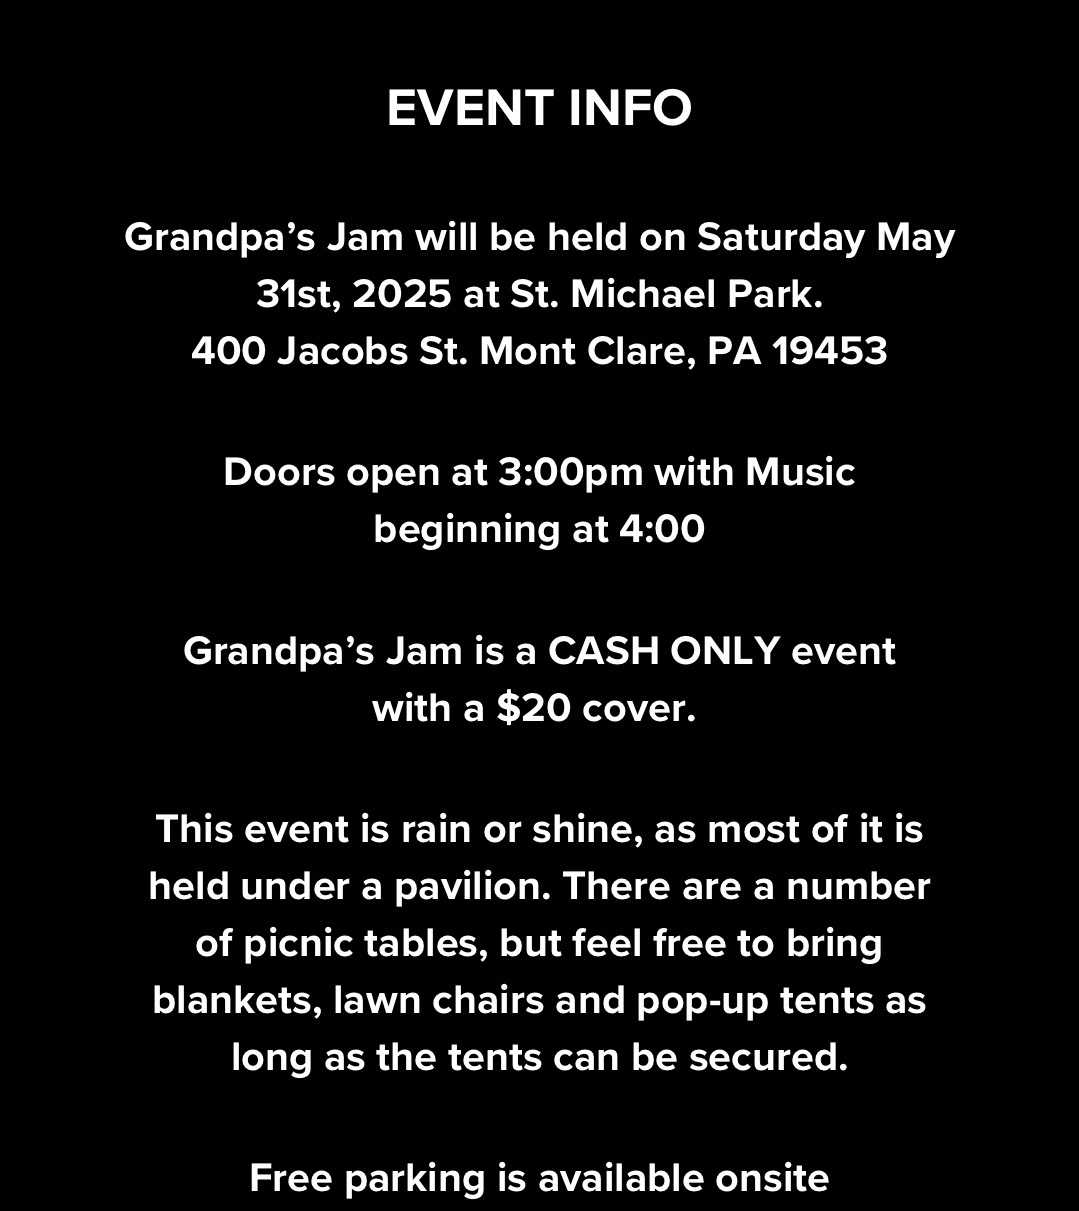 EVENT INFO
Grandpa’s Jam will be held on Saturday May
31st, 2025 at St. Michael Park.
400 Jacobs St. Mont Clare, PA 19453
Doors open at 3:00pm with Music
beginning at 4:00
Grandpa’s Jam is a CASH ONLY event
with a $20 cover.
This event is rain or shine, as most of it is
held under a pavilion. There are a number
of picnic tables, but feel free to bring
blankets, lawn chairs and pop-up tents as
long as the tents can be secured.
Free parking is available onsite